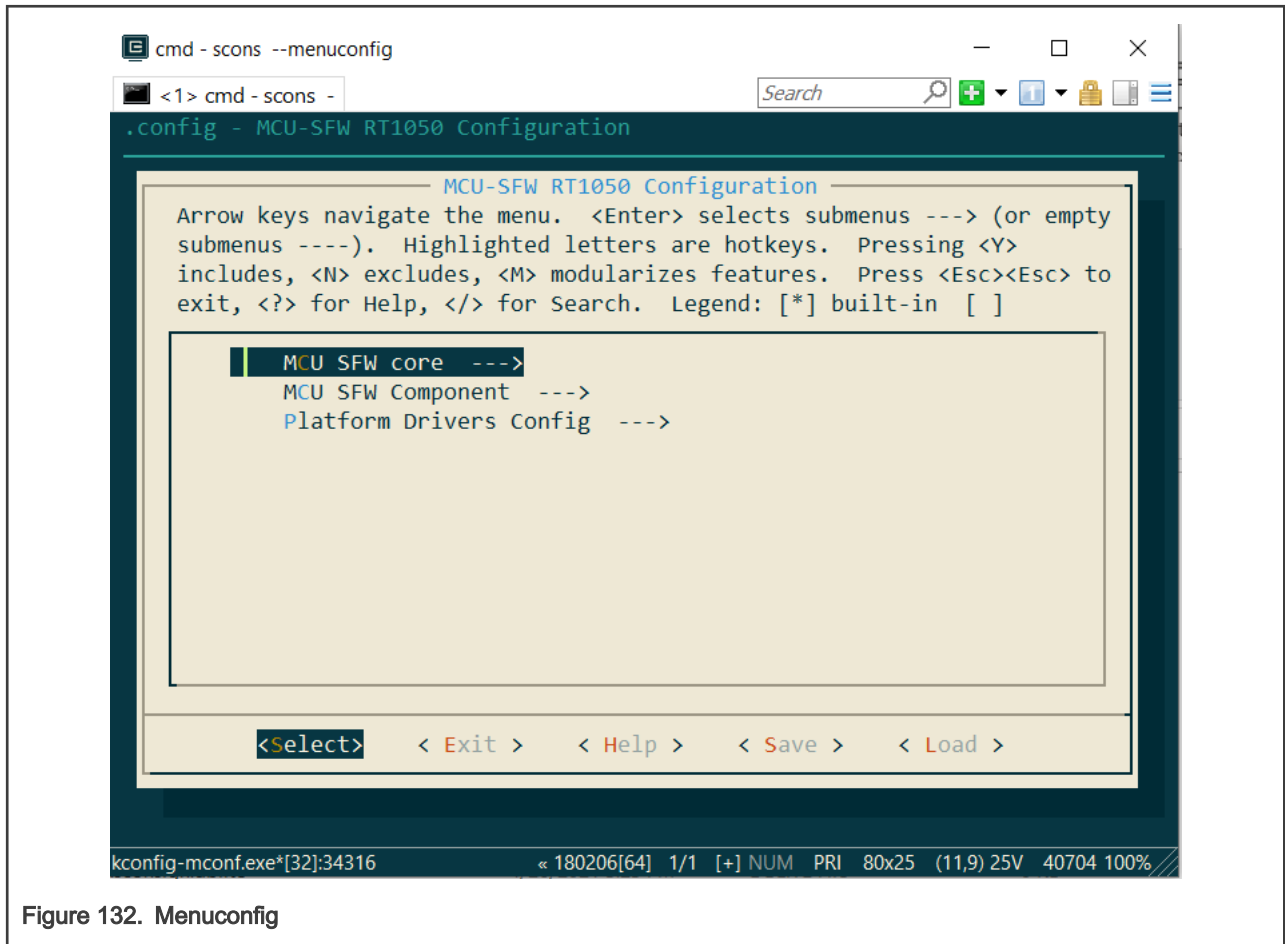 cmd - scons --menuconfig
<1> cmd - scons -
Search
.config - MCU-SFW RT1050 Configuration
MCU-SFW RT1050 Configuration
Arrow keys navigate the menu. <Enter> selects submenus ---> (or empty
submenus ----). Highlighted letters are hotkeys. Pressing <Y>
includes, <N> excludes, <M> modularizes features. Press <Esc><Esc> to
exit, <?> for Help, </> for Search. Legend: [*] built-in [ ]
MCU SFW core --->
MCU SFW Component --->
Platform Drivers Config --->
<Select> < Exit > < Help > < Save > < Load >
kconfig-mconf.exe*[32]:34316 « 180206[64] 1/1 [+] NUM PRI 80x25 (11,9) 25V 40704 100%
Figure 132. Menuconfig